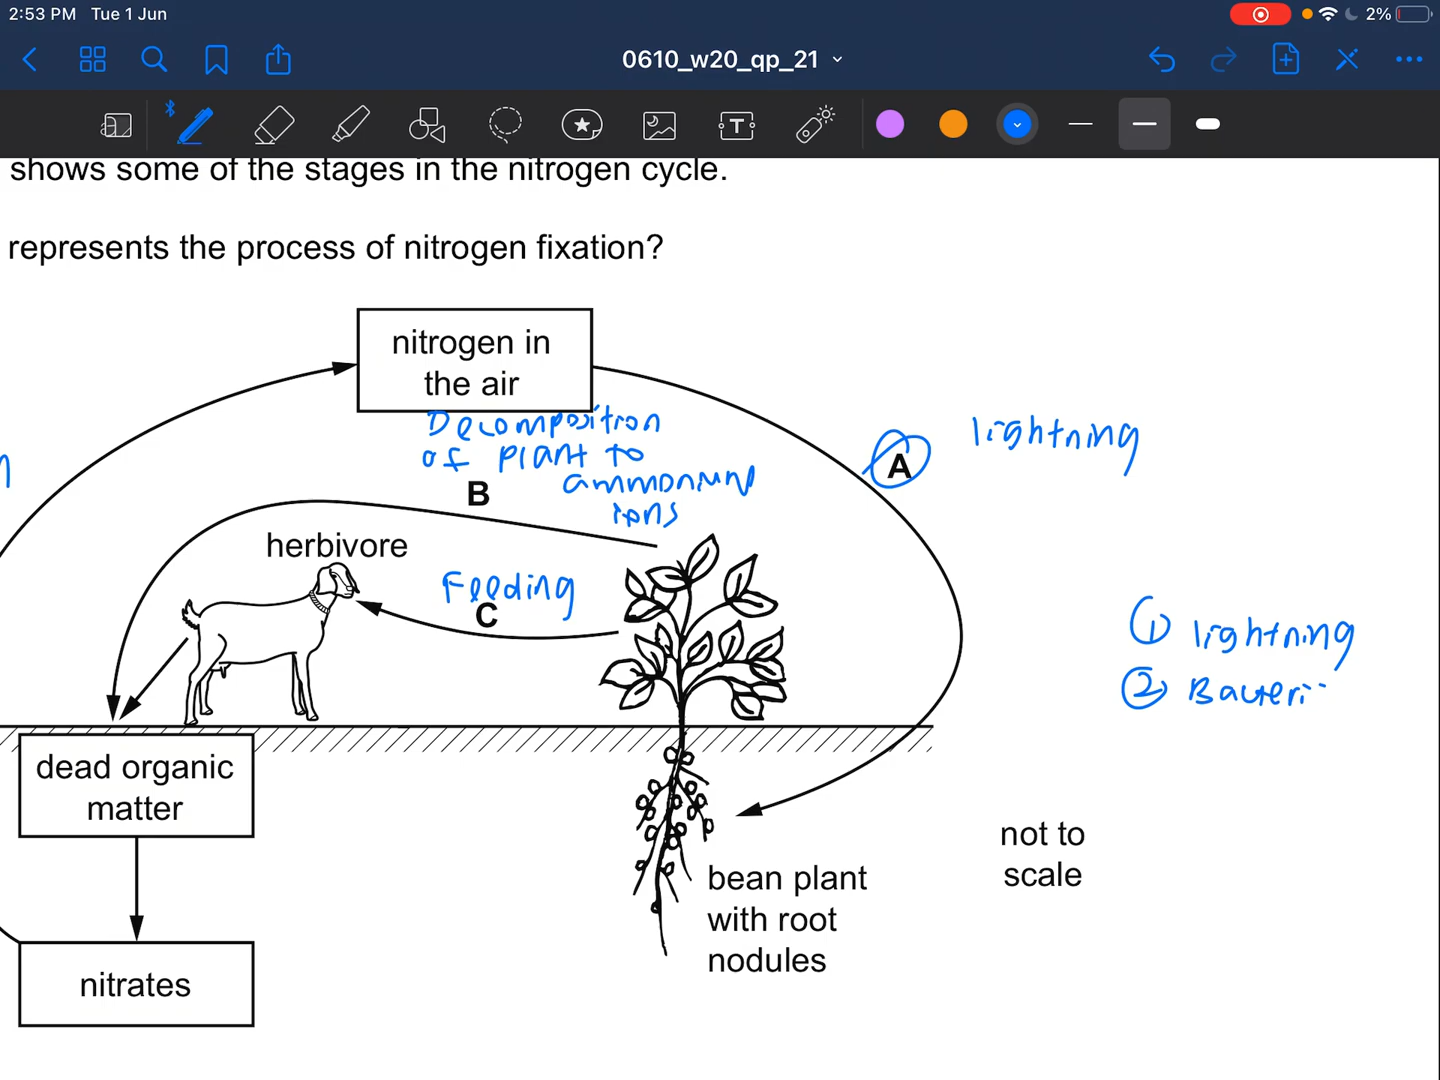 2:53 PM Tue 1 Jun
2%
0610_w20_qp_21
shows some of the stages in the nitrogen cycle.
represents the process of nitrogen fixation?
nitrogen in
the air
Decomposition
of plant to
ammonium
ions
lightning
A
B
herbivore
Feeding
C
① lightning
② Bacteri
dead organic
matter
not to
scale
bean plant
with root
nodules
nitrates